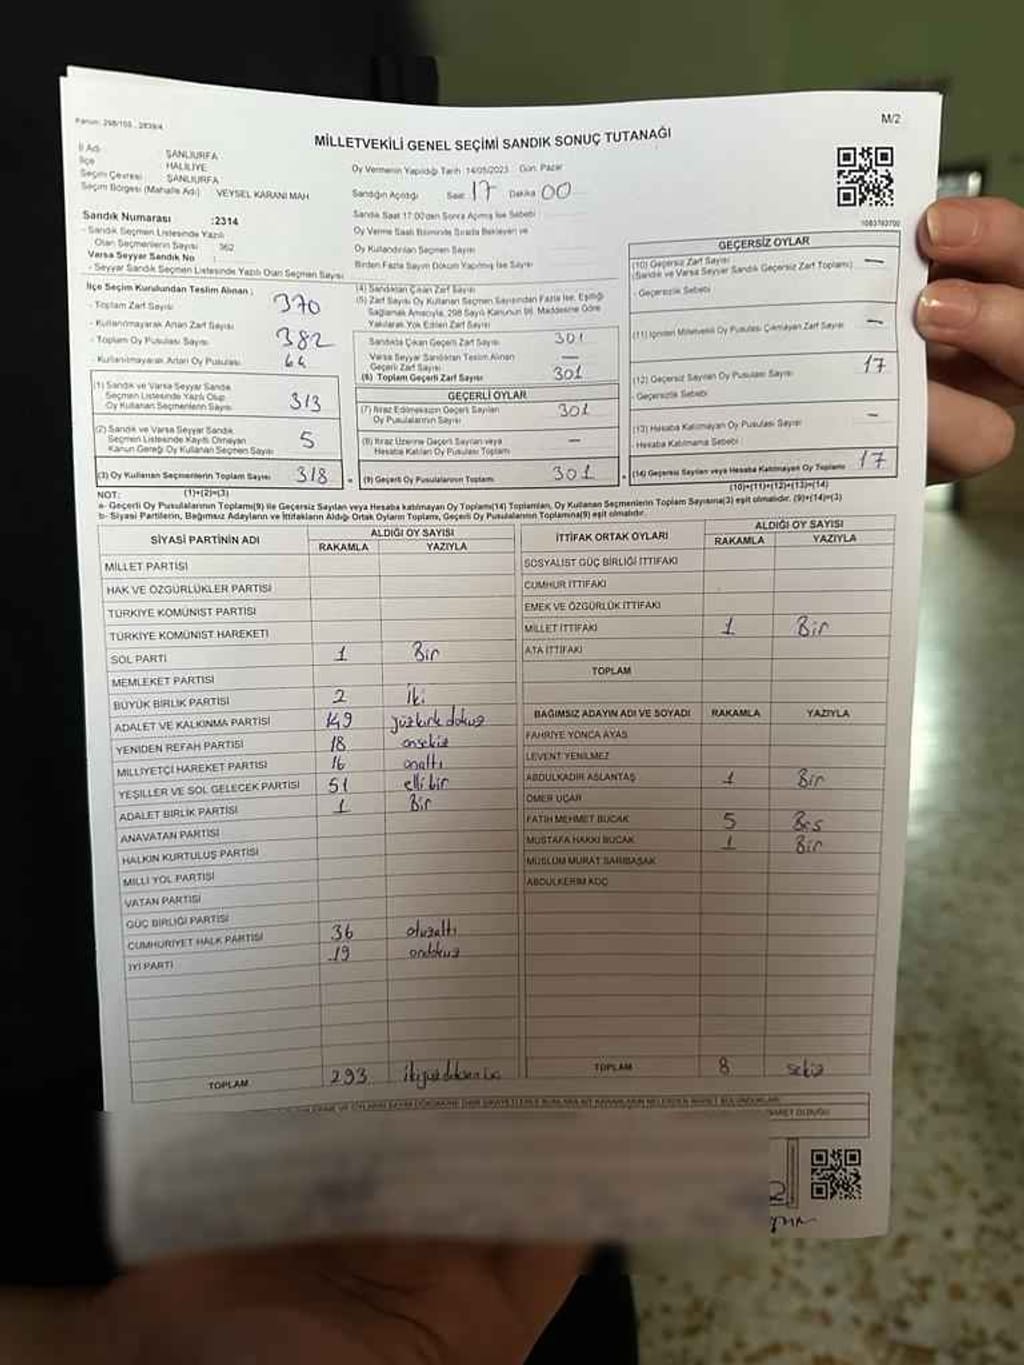 M/2
MİLLETVEKİLİ GENEL SEÇİMİ SANDIK SONUÇ TUTANAĞI
İl Adı : ŞANLIURFA
İlçe : HALİLİYE
Seçim Çevresi : ŞANLIURFA
Seçim Bölgesi (Mahalle Adı) : VEYSEL KARANİ MAH
Oy Vermenin Yapıldığı Tarih :14/05/2023 Gün: Pazar
Sandığın Açıldığı Saat 17 Dakika 00
Sandık Numarası :2314
- Sandık Seçmen Listesinde Yazılı
Olan Seçmenlerin Sayısı : 362
Varsa Seyyar Sandık No :
- Seyyar Sandık Seçmen Listesinde Yazılı Olan Seçmen Sayısı:
Sandık Saat 17:00'den Sonra Açılmış İse Sebebi
Oy Verme Saati Bitiminde Sırada Bekleyen ve
Oy Kullandırılan Seçmen Sayısı
Birden Fazla Sayım Döküm Yapılmış İse Sayısı
İlçe Seçim Kurulundan Teslim Alınan :
- Toplam Zarf Sayısı 370
- Kullanılmayarak Artan Zarf Sayısı
- Toplam Oy Pusulası Sayısı 382
- Kullanılmayarak Artan Oy Pusulası 64
(1) Sandık ve Varsa Seyyar Sandık
Seçmen Listesinde Yazılı Olup
Oy Kullanan Seçmenlerin Sayısı 313
(2) Sandık ve Varsa Seyyar Sandık
Seçmen Listesinde Kayıtlı Olmayan
Kanun Gereği Oy Kullanan Seçmen Sayısı 5
(3) Oy Kullanan Seçmenlerin Toplam Sayısı 318
(1)+(2)=(3)
(4) Sandıktan Çıkan Zarf Sayısı
(5) Zarf Sayısı Oy Kullanan Seçmen Sayısından Fazla İse, Eşitliği
Sağlamak Amacıyla, 298 Sayılı Kanunun 98. Maddesine Göre
Yakılarak Yok Edilen Zarf Sayısı
Sandıkta Çıkan Geçerli Zarf Sayısı 301
Varsa Seyyar Sandıktan Teslim Alınan
Geçerli Zarf Sayısı —
(6) Toplam Geçerli Zarf Sayısı 301
GEÇERLİ OYLAR
(7) İtiraz Edilmeksizin Geçerli Sayılan
Oy Pusulalarının Sayısı 301
(8) İtiraz Üzerine Geçerli Sayılan veya
Hesaba Katılan Oy Pusulası Toplamı —
(9) Geçerli Oy Pusulalarının Toplamı 301
GEÇERSİZ OYLAR
(10) Geçersiz Zarf Sayısı
(Sandık ve Varsa Seyyar Sandık Geçersiz Zarf Toplamı) —
- Geçersizlik Sebebi
(11) İçinden Milletvekili Oy Pusulası Çıkmayan Zarf Sayısı —
(12) Geçersiz Sayılan Oy Pusulası Sayısı 17
- Geçersizlik Sebebi
(13) Hesaba Katılmayan Oy Pusulası Sayısı —
- Hesaba Katılmama Sebebi
(14) Geçersiz Sayılan veya Hesaba Katılmayan Oy Toplamı 17
(10)+(11)+(12)+(13)=(14)
NOT:
a- Geçerli Oy Pusulalarının Toplamı(9) ile Geçersiz Sayılan veya Hesaba katılmayan Oy Toplamı(14) Toplamları, Oy Kullanan Seçmenlerin Toplam Sayısına(3) eşit olmalıdır. (9)+(14)=(3)
b- Siyasi Partilerin, Bağımsız Adayların ve İttifakların Aldığı Ortak Oyların Toplamı, Geçerli Oy Pusulaları Toplamına(9) eşit olmalıdır.
SİYASİ PARTİNİN ADI ALDIĞI OY SAYISI
RAKAMLA YAZIYLA
MİLLET PARTİSİ
HAK VE ÖZGÜRLÜKLER PARTİSİ
TÜRKİYE KOMÜNİST PARTİSİ
TÜRKİYE KOMÜNİST HAREKETİ
SOL PARTİ 1 Bir
MEMLEKET PARTİSİ
BÜYÜK BİRLİK PARTİSİ 2 iki
ADALET VE KALKINMA PARTİSİ 149 yüzkırk dokuz
YENİDEN REFAH PARTİSİ 18 onsekiz
MİLLİYETÇİ HAREKET PARTİSİ 16 onaltı
YEŞİLLER VE SOL GELECEK PARTİSİ 51 elli bir
ADALET BİRLİK PARTİSİ 1 Bir
ANAVATAN PARTİSİ
HALKIN KURTULUŞ PARTİSİ
MİLLİ YOL PARTİSİ
VATAN PARTİSİ
GÜÇ BİRLİĞİ PARTİSİ
CUMHURİYET HALK PARTİSİ 36 otuzaltı
İYİ PARTİ 19 ondokuz
TOPLAM 293
İTTİFAK ORTAK OYLARI ALDIĞI OY SAYISI
RAKAMLA YAZIYLA
SOSYALİST GÜÇ BİRLİĞİ İTTİFAKI
CUMHUR İTTİFAKI
EMEK VE ÖZGÜRLÜK İTTİFAKI
MİLLET İTTİFAKI 1 Bir
ATA İTTİFAKI
TOPLAM
BAĞIMSIZ ADAYIN ADI VE SOYADI RAKAMLA YAZIYLA
FAHRİYE YONCA AYAS
LEVENT YENİLMEZ
ABDULKADİR ASLANTAŞ 1 Bir
ÖMER UÇAR
FATİH MEHMET BUCAK 5 Beş
MUSTAFA HAKKI BUCAK 1 Bir
MÜSLÜM MURAT SARIBAŞAK
ABDULKERİM KOÇ
TOPLAM 8 sekiz